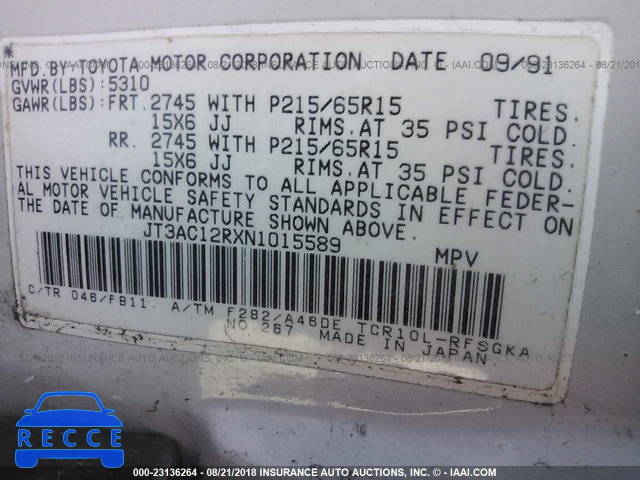 MFD.BY:TOYOTA MOTOR CORPORATION DATE 09/91
GVWR(LBS):5310
GAWR(LBS):FRT.2745 WITH P215/65R15 TIRES.
15X6 JJ RIMS.AT 35 PSI COLD.
RR. 2745 WITH P215/65R15 TIRES.
15X6 JJ RIMS.AT 35 PSI COLD.
THIS VEHICLE CONFORMS TO ALL APPLICABLE FEDER-
AL MOTOR VEHICLE SAFETY STANDARDS IN EFFECT ON
THE DATE OF MANUFACTURE SHOWN ABOVE.
JT3AC12RXN1015589 MPV
C/TR 046/FB11. A/TM F282/A46DE TCR10L-RFSGKA
NO.267 MADE IN JAPAN
RECCE
000-23136264 - 08/21/2018 INSURANCE AUTO AUCTIONS, INC. - © - IAAI.COM